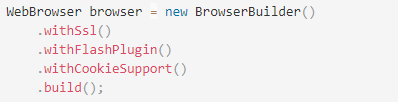 WebBrowser browser = new BrowserBuilder()
    .withSsl()
    .withFlashPlugin()
    .withCookieSupport()
    .build();